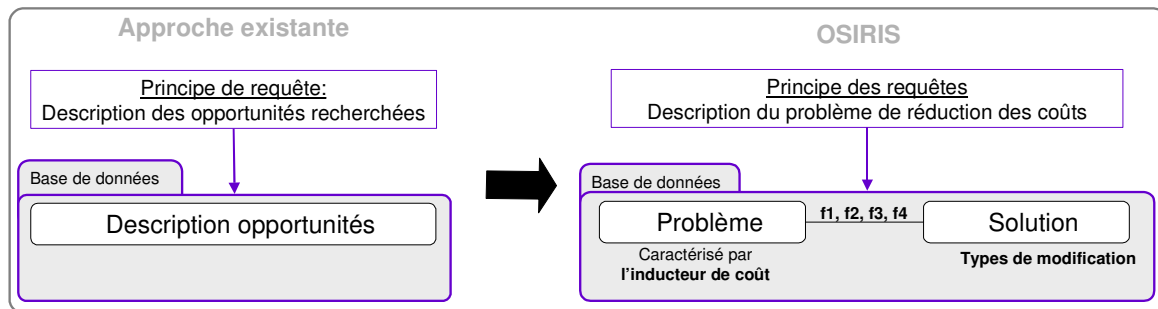 Approche existante
Principe de requête:
Description des opportunités recherchées
Base de données
Description opportunités
OSIRIS
Principe des requêtes
Description du problème de réduction des coûts
Base de données
Problème
f1, f2, f3, f4
Solution
Caractérisé par
l'inducteur de coût
Types de modification